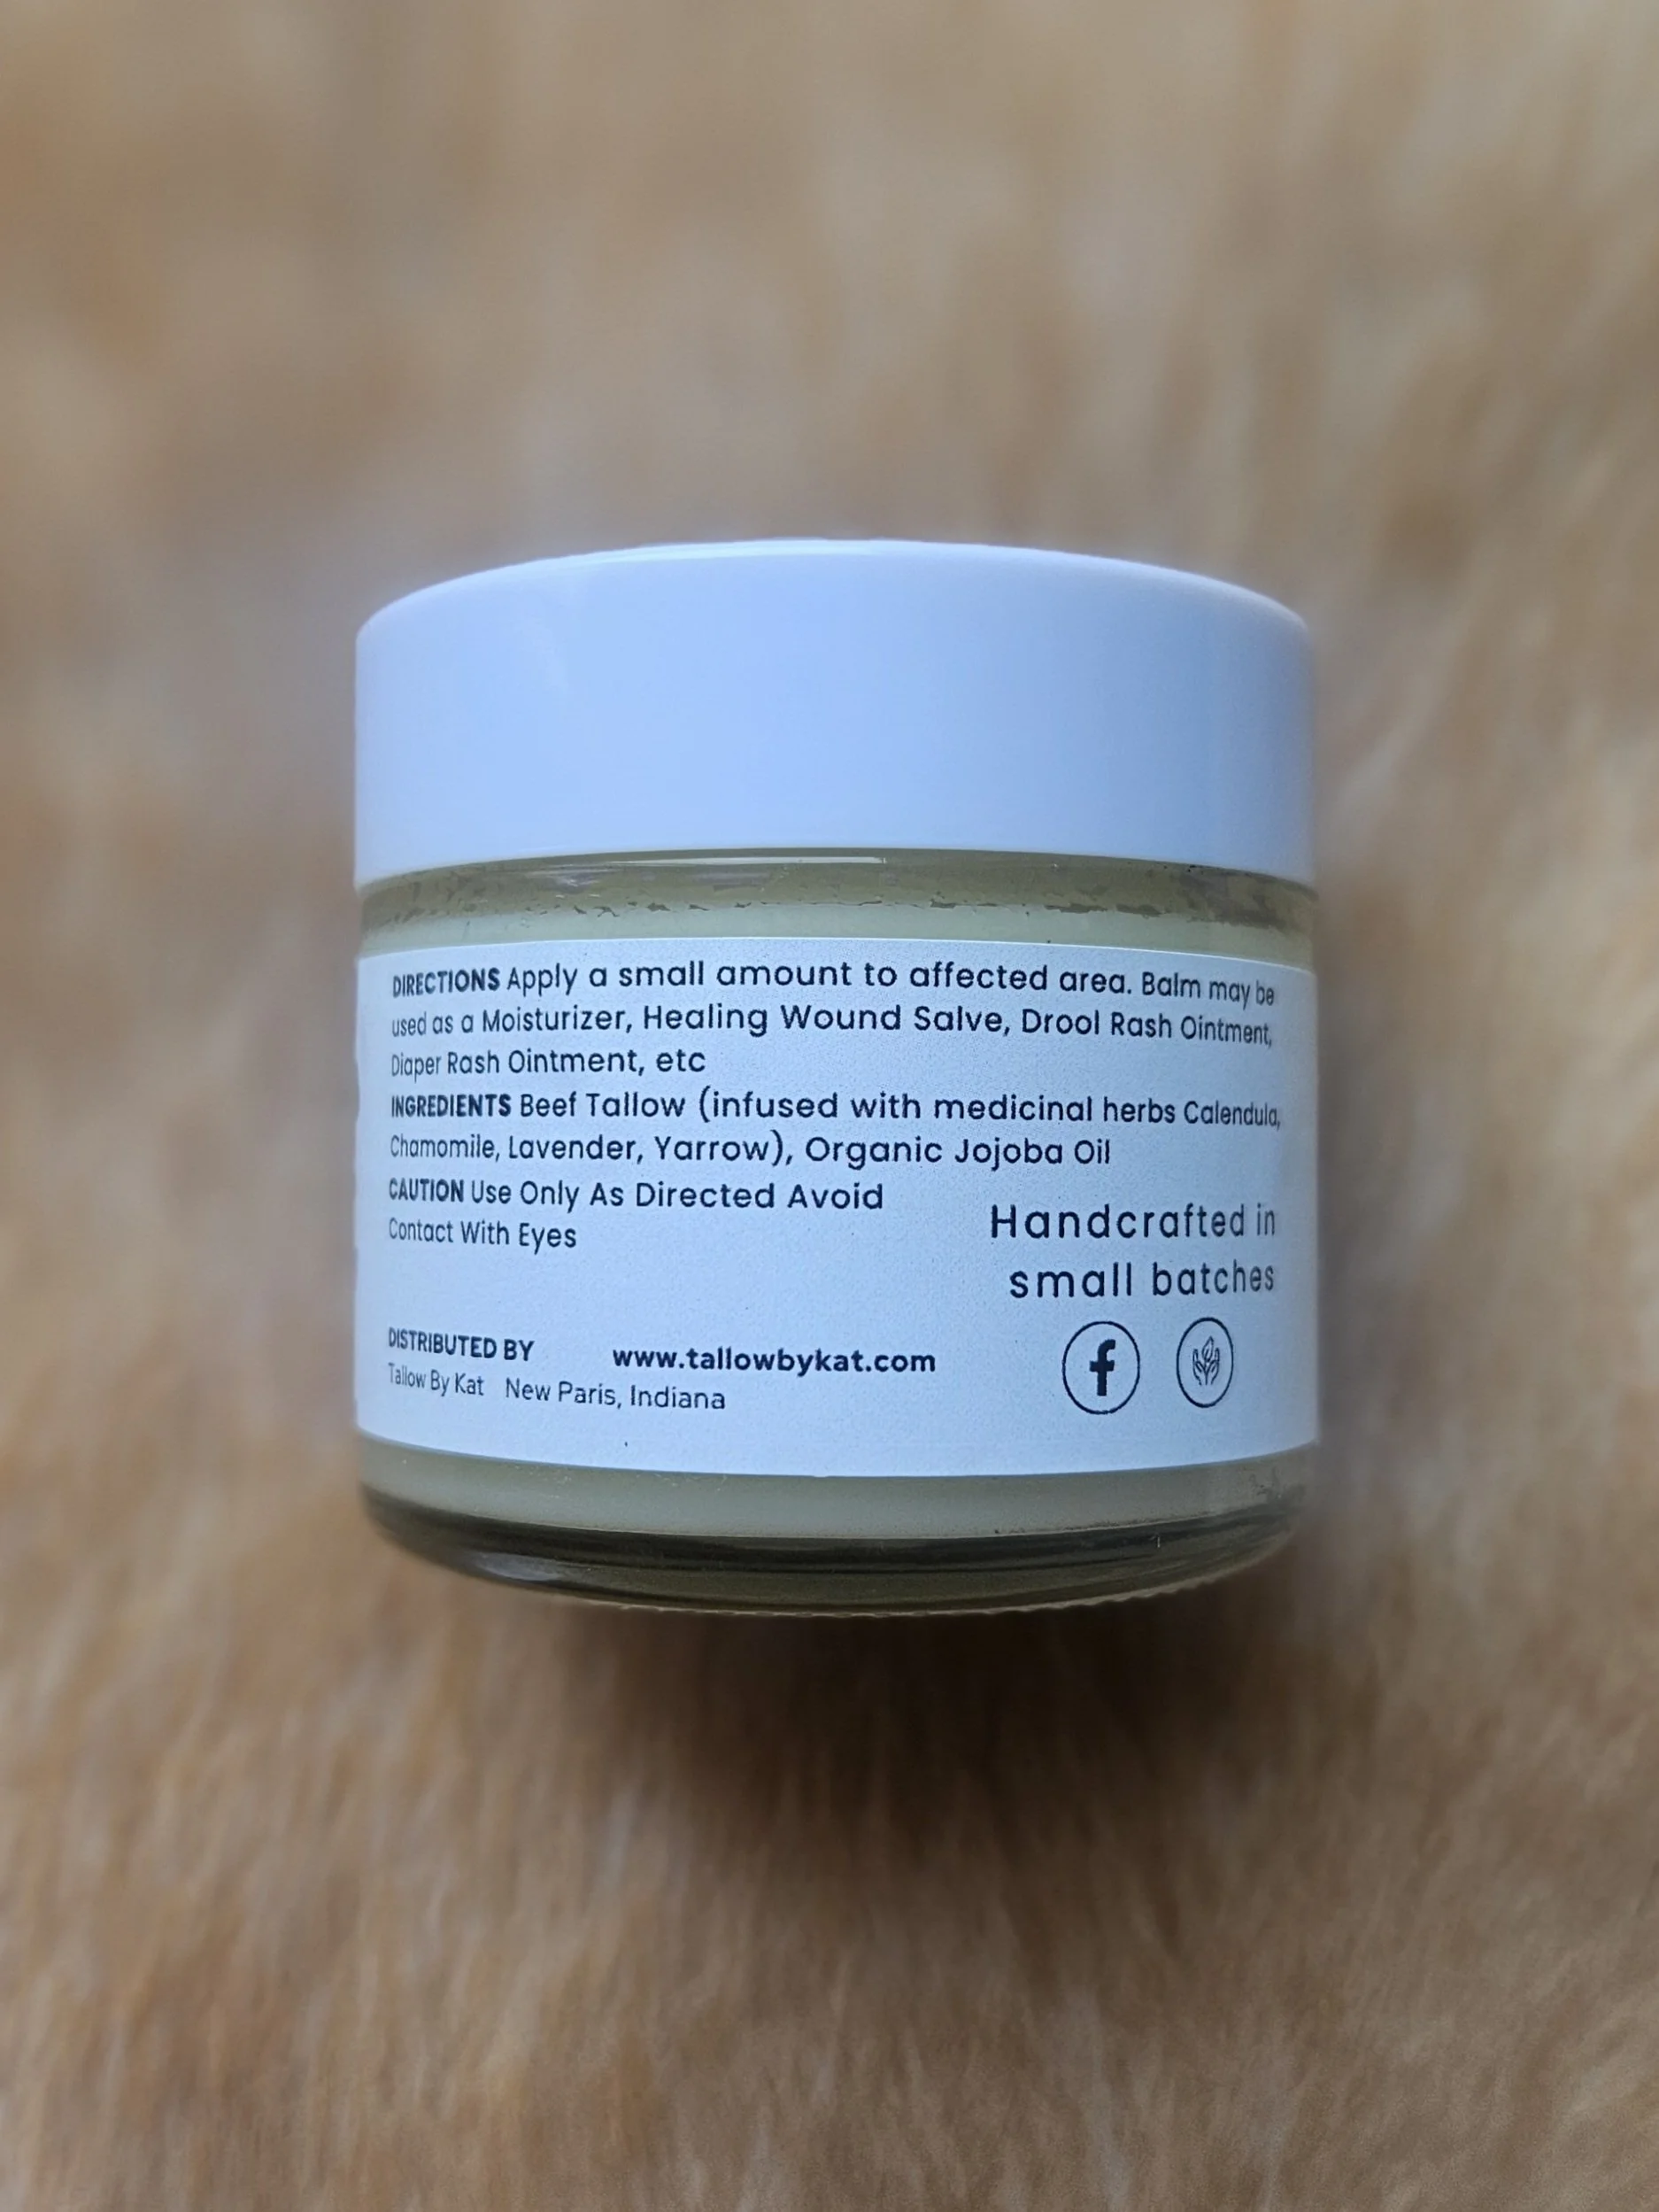 DIRECTIONS Apply a small amount to affected area. Balm may be
used as a Moisturizer, Healing Wound Salve, Drool Rash Ointment,
Diaper Rash Ointment, etc
INGREDIENTS Beef Tallow (infused with medicinal herbs Calendula,
Chamomile, Lavender, Yarrow), Organic Jojoba Oil
CAUTION Use Only As Directed Avoid
Contact With Eyes
Handcrafted in
small batches
DISTRIBUTED BY
www.tallowbykat.com
Tallow By Kat New Paris, Indiana
f